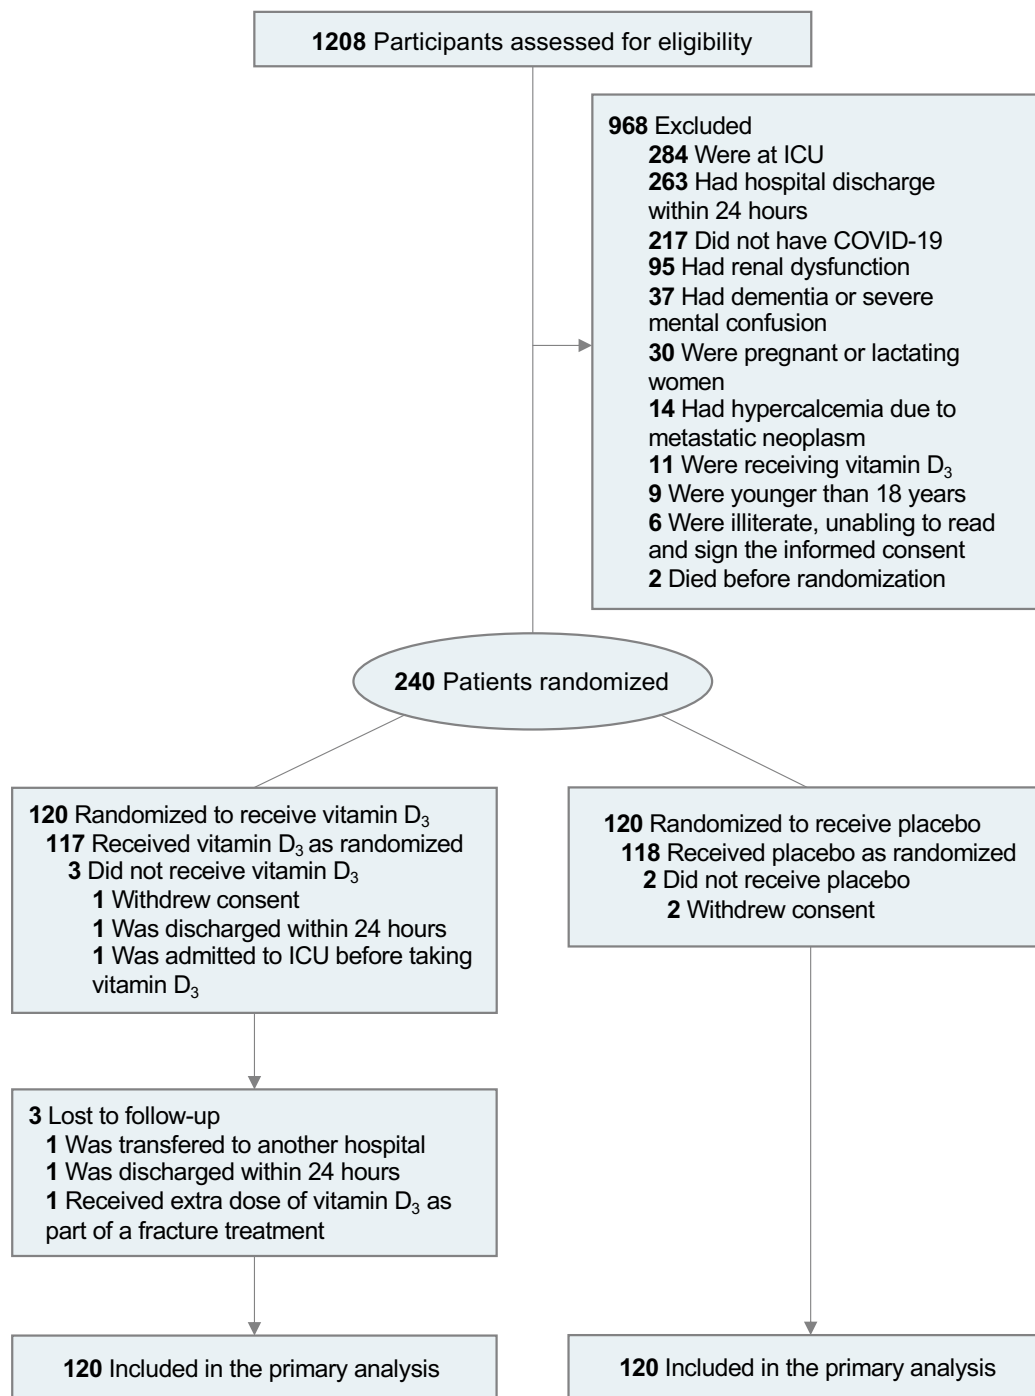 1208 Participants assessed for eligibility
968 Excluded
284 Were at ICU
263 Had hospital discharge
within 24 hours
217 Did not have COVID-19
95 Had renal dysfunction
37 Had dementia or severe
mental confusion
30 Were pregnant or lactating
women
14 Had hypercalcemia due to
metastatic neoplasm
11 Were receiving vitamin D₃
9 Were younger than 18 years
6 Were illiterate, unabling to read
and sign the informed consent
2 Died before randomization
240 Patients randomized
120 Randomized to receive vitamin D₃
117 Received vitamin D₃ as randomized
3 Did not receive vitamin D₃
1 Withdrew consent
1 Was discharged within 24 hours
1 Was admitted to ICU before taking
vitamin D₃
120 Randomized to receive placebo
118 Received placebo as randomized
2 Did not receive placebo
2 Withdrew consent
3 Lost to follow-up
1 Was transfered to another hospital
1 Was discharged within 24 hours
1 Received extra dose of vitamin D₃ as
part of a fracture treatment
120 Included in the primary analysis
120 Included in the primary analysis